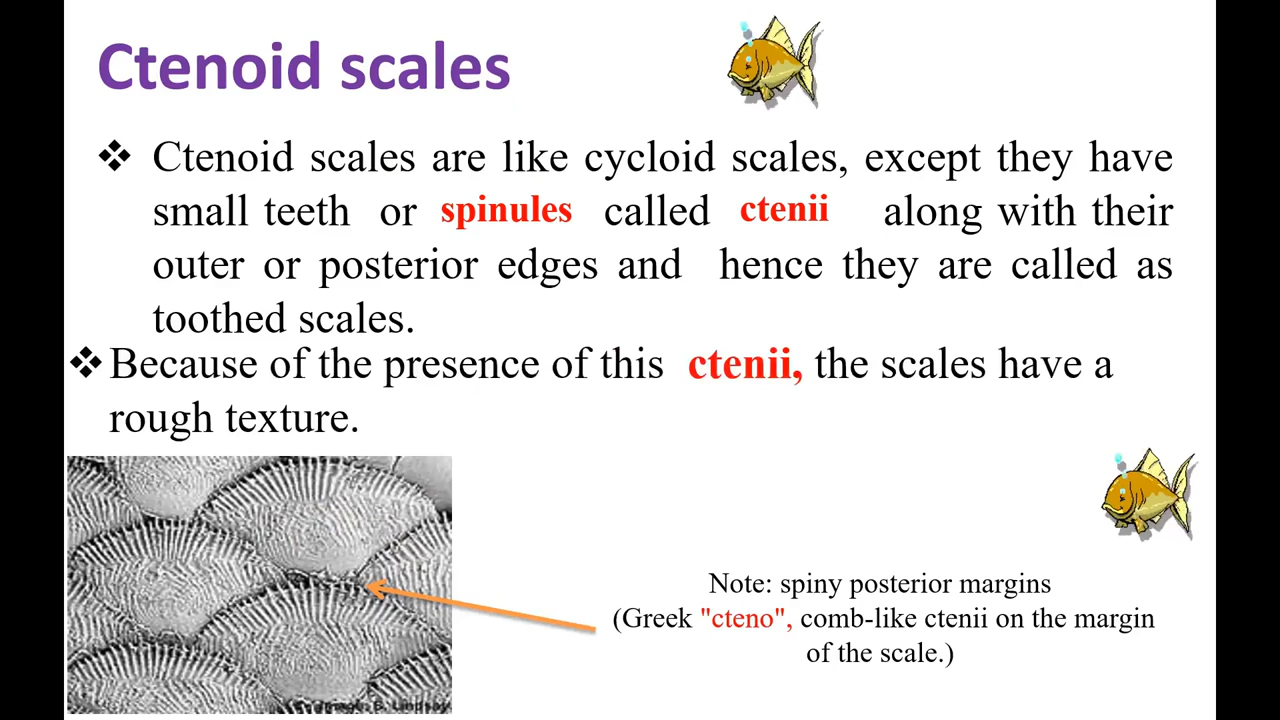 Ctenoid scales
❖ Ctenoid scales are like cycloid scales, except they have
small teeth or spinules called ctenii along with their
outer or posterior edges and hence they are called as
toothed scales.
❖ Because of the presence of this ctenii, the scales have a
rough texture.
Note: spiny posterior margins
(Greek "cteno", comb-like ctenii on the margin
of the scale.)
Image: B. Lindsay